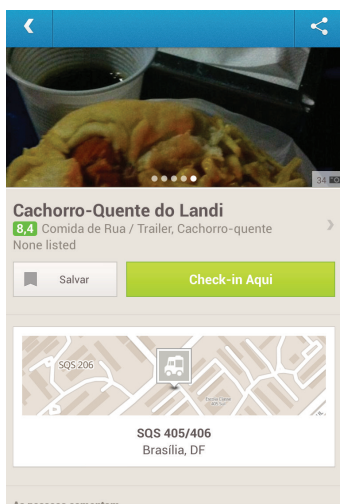 34
Cachorro-Quente do Landi
8,4 Comida de Rua / Trailer, Cachorro-quente
None listed
Salvar
Check-in Aqui
SQS 206
SQS 405/406
Brasília, DF